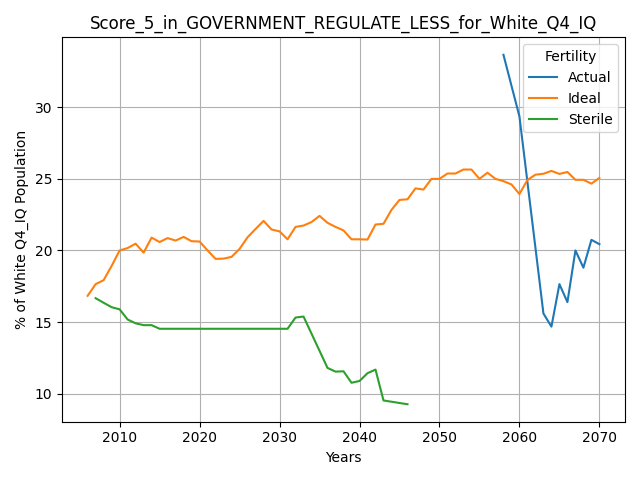 Score_5_in_GOVERNMENT_REGULATE_LESS_for_White_Q4_IQ
Fertility
Actual
Ideal
Sterile
% of White Q4_IQ Population
30
25
20
15
10
2010 2020 2030 2040 2050 2060 2070
Years